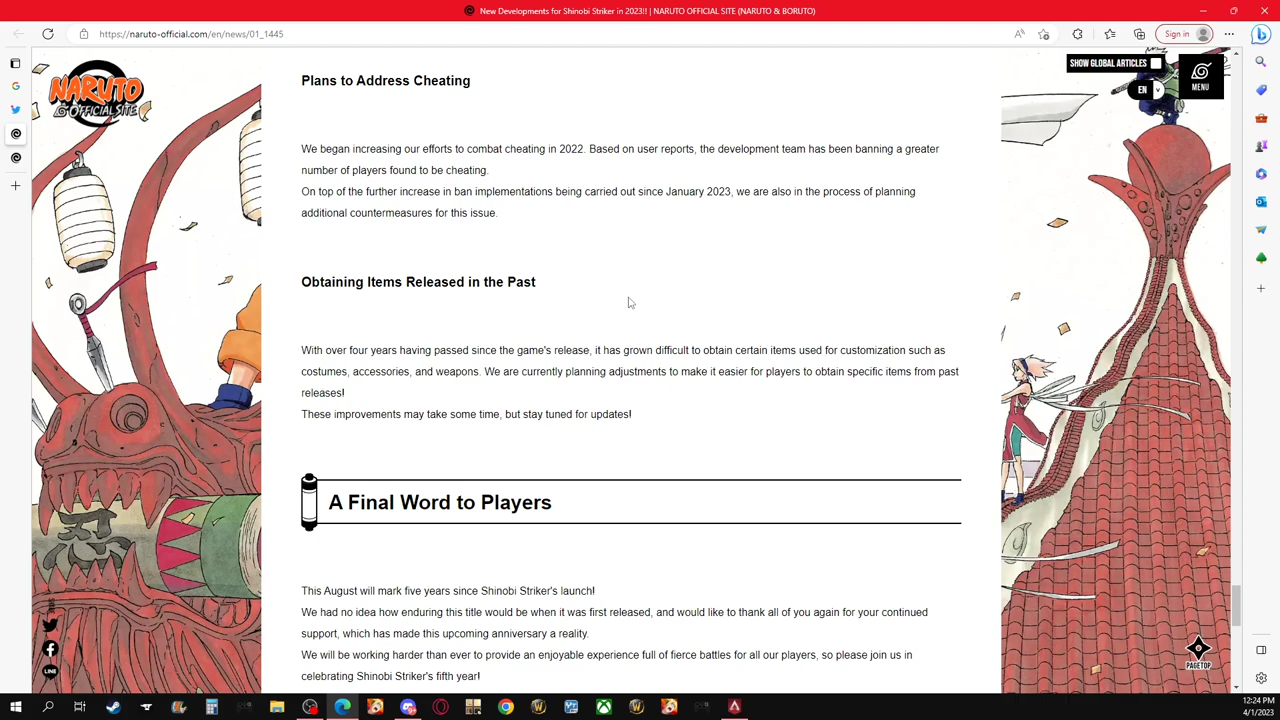 New Developments for Shinobi Striker in 2023!! | NARUTO OFFICIAL SITE (NARUTO & BORUTO)
https://naruto-official.com/en/news/01_1445
Sign in
NARUTO
OFFICIAL SITE
SHOW GLOBAL ARTICLES
EN
MENU
Plans to Address Cheating
We began increasing our efforts to combat cheating in 2022. Based on user reports, the development team has been banning a greater
number of players found to be cheating.
On top of the further increase in ban implementations being carried out since January 2023, we are also in the process of planning
additional countermeasures for this issue.
Obtaining Items Released in the Past
With over four years having passed since the game's release, it has grown difficult to obtain certain items used for customization such as
costumes, accessories, and weapons. We are currently planning adjustments to make it easier for players to obtain specific items from past
releases!
These improvements may take some time, but stay tuned for updates!
A Final Word to Players
This August will mark five years since Shinobi Striker's launch!
We had no idea how enduring this title would be when it was first released, and would like to thank all of you again for your continued
support, which has made this upcoming anniversary a reality.
We will be working harder than ever to provide an enjoyable experience full of fierce battles for all our players, so please join us in
celebrating Shinobi Striker's fifth year!
LINE
PAGETOP
12:24 PM
4/1/2023